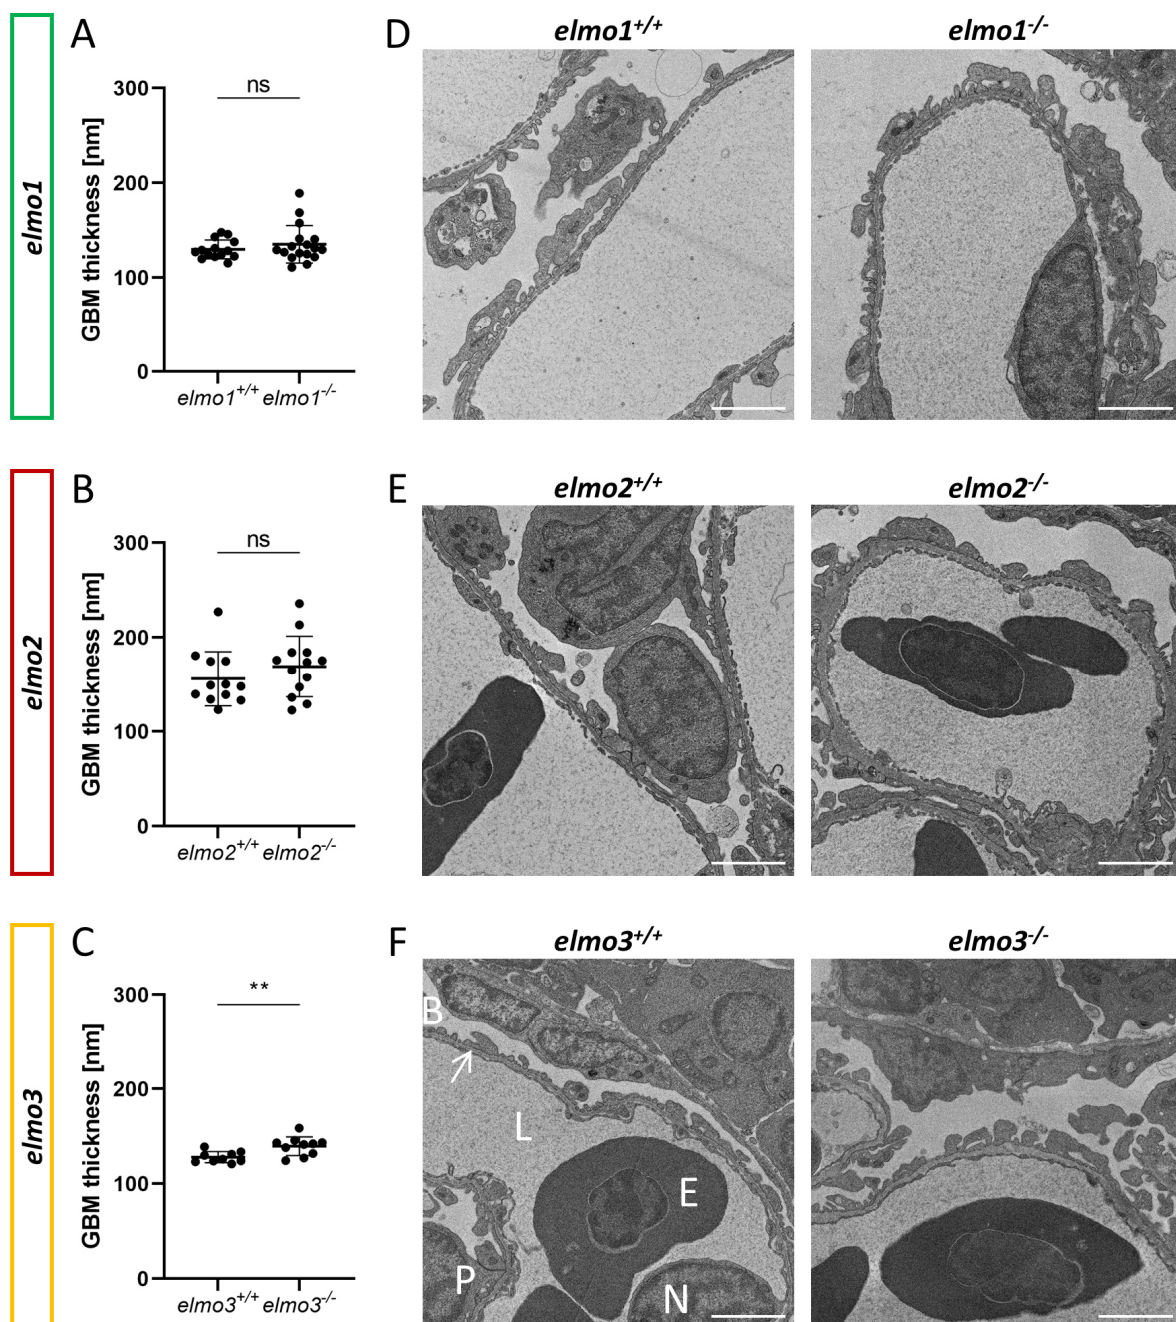 elmo1
A
GBM thickness [nm]
300
200
100
0
ns
elmo1+/+ elmo1-/-
D
elmo1+/+
elmo1-/-
elmo2
B
GBM thickness [nm]
300
200
100
0
ns
elmo2+/+ elmo2-/-
E
elmo2+/+
elmo2-/-
elmo3
C
GBM thickness [nm]
300
200
100
0
**
elmo3+/+ elmo3-/-
F
elmo3+/+
elmo3-/-
B
L
E
P
N